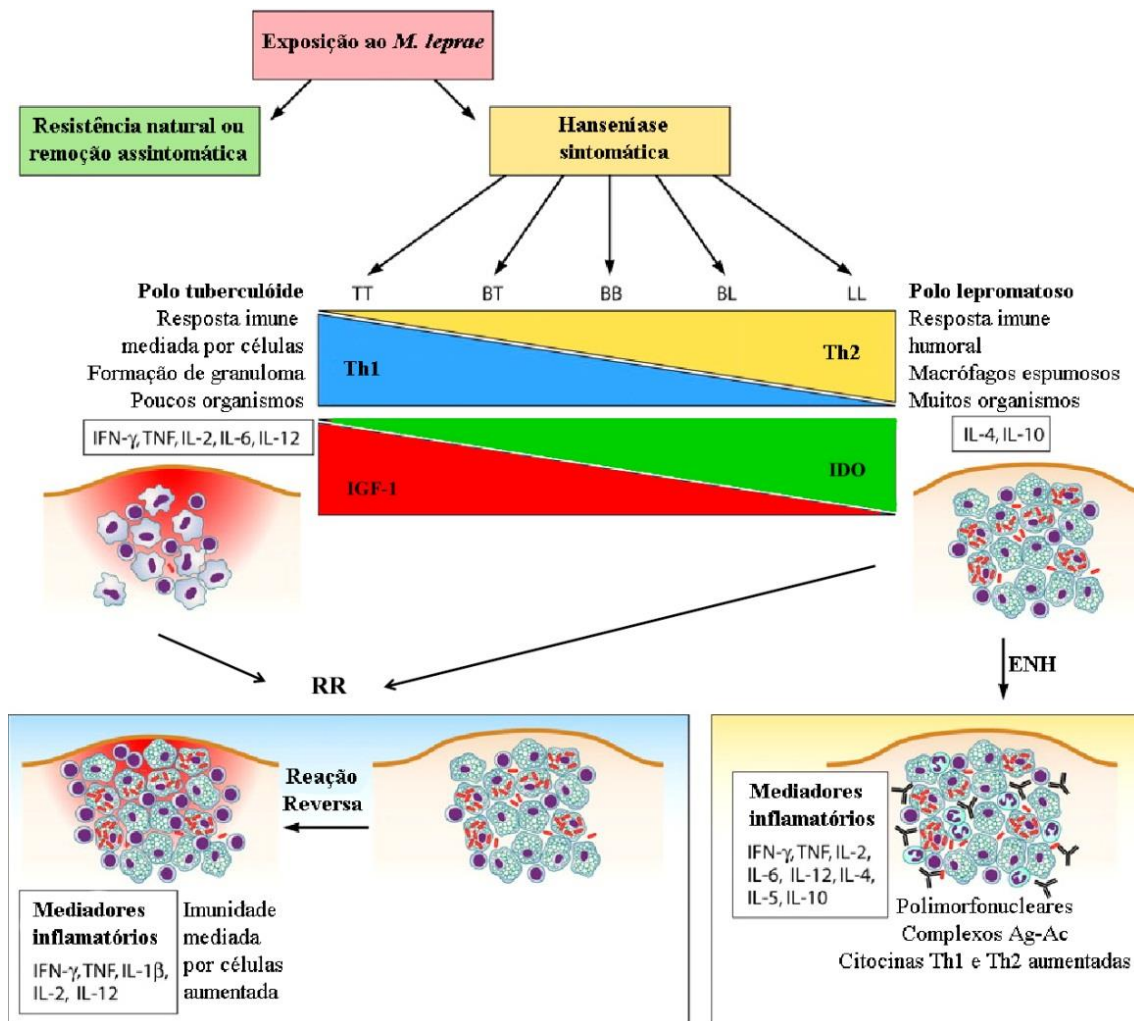 Exposição ao M. leprae
Resistência natural ou
remoção assintomática
Hanseníase
sintomática
Polo tuberculóide
Resposta imune
mediada por células
Formação de granuloma
Poucos organismos
TT
BT
BB
BL
LL
Th1
Th2
Polo lepromatoso
Resposta imune
humoral
Macrófagos espumosos
Muitos organismos
IFN-γ, TNF, IL-2, IL-6, IL-12
IGF-1
IDO
IL-4, IL-10
RR
ENH
Reação
Reversa
Mediadores
inflamatórios
IFN-γ, TNF, IL-1β,
IL-2, IL-12
Imunidade
mediada
por células
aumentada
Mediadores
inflamatórios
IFN-γ, TNF, IL-2,
IL-6, IL-12, IL-4,
IL-5, IL-10
Polimorfonucleares
Complexos Ag-Ac
Citocinas Th1 e Th2 aumentadas